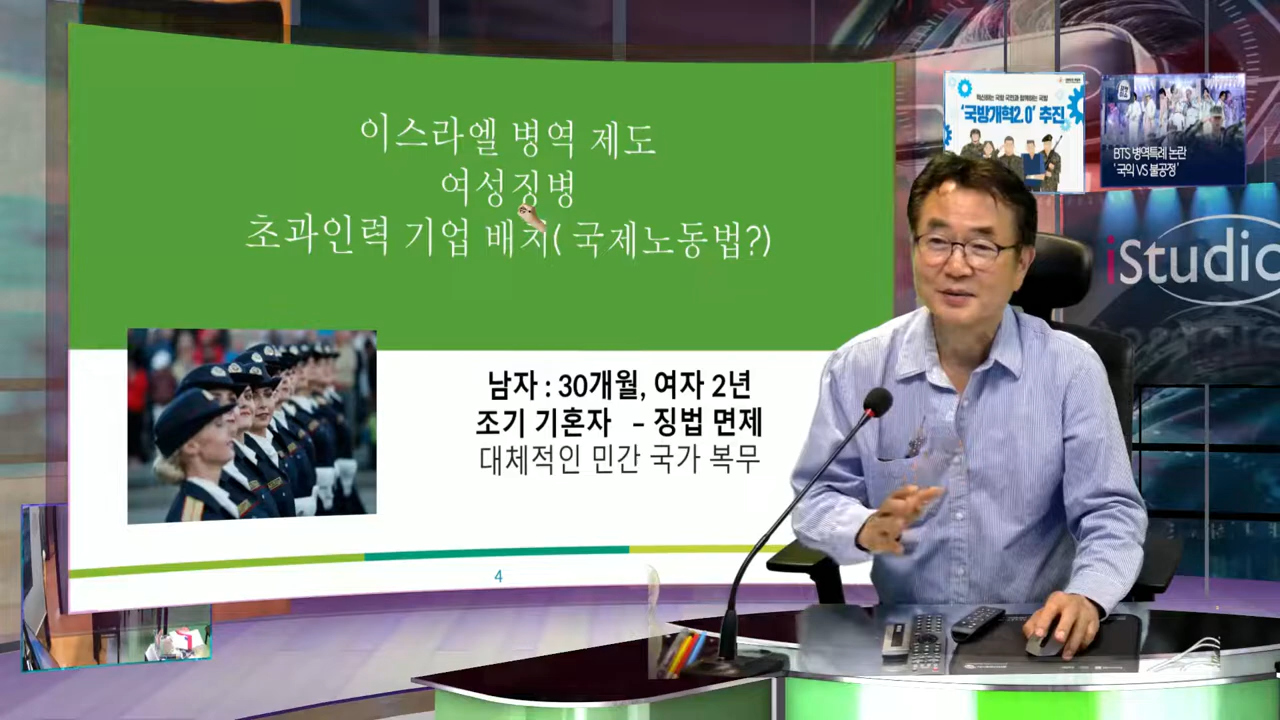 이스라엘 병역 제도
여성징병
초과인력 기업 배치( 국제노동법?)
남자 : 30개월, 여자 2년
조기 기혼자 - 징법 면제
대체적인 민간 국가 복무
4
'국방개혁2.0' 추진
BTS 병역특례 논란
'국익 VS 불공정'
iStudio